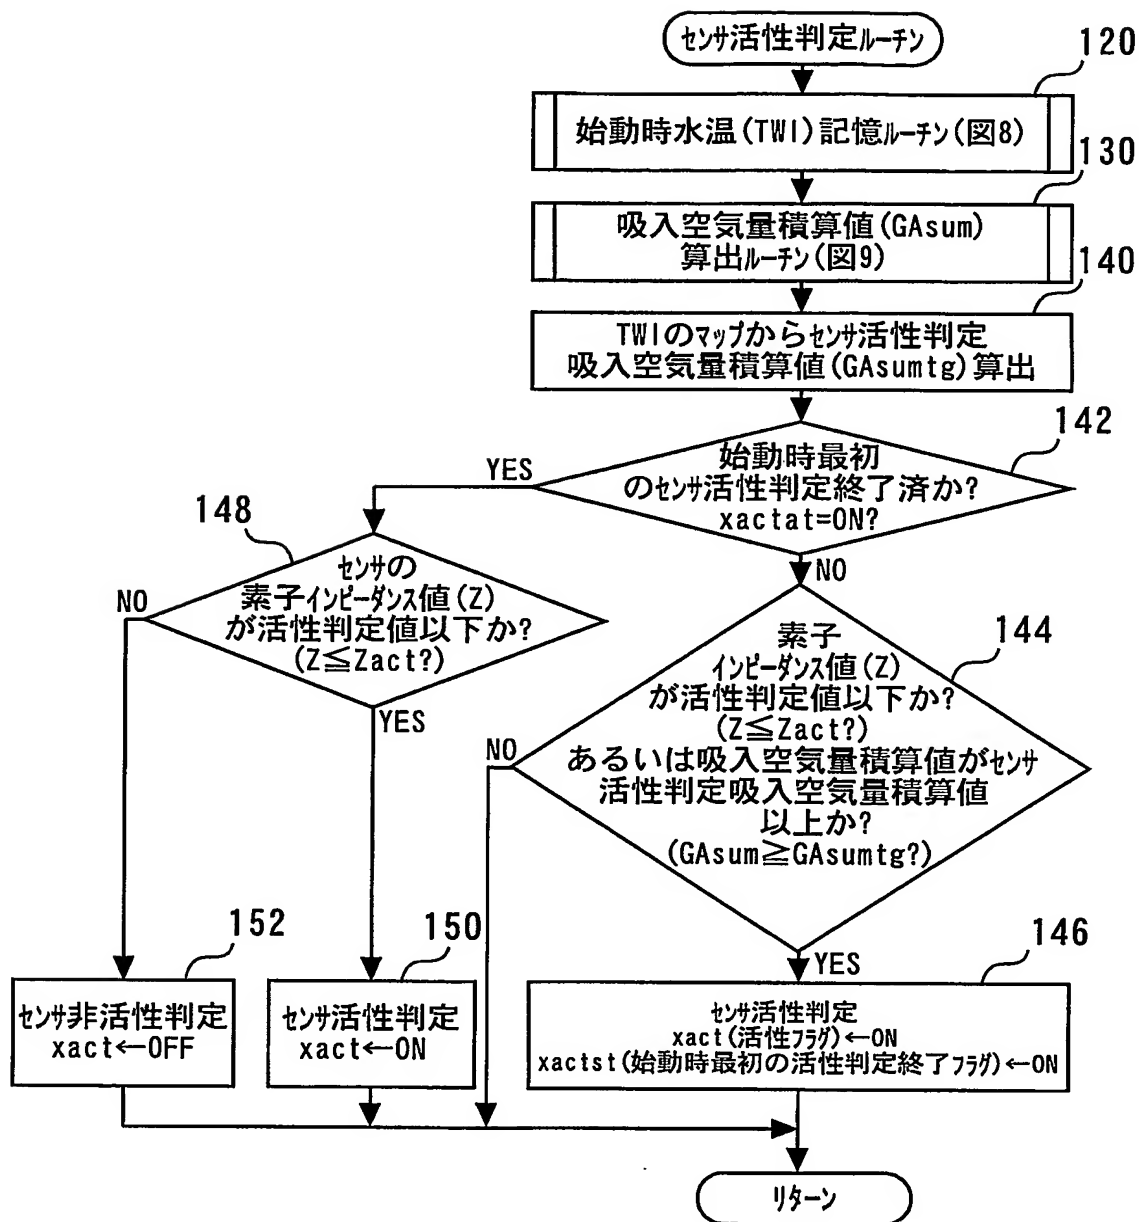 センサ活性判定ルーチン
120
始動時水温(TWI)記憶ルーチン(図8)
130
吸入空気量積算値(GAsum)
算出ルーチン(図9)
140
TWIのマップからセンサ活性判定
吸入空気量積算値(GAsumtg)算出
142
始動時最初
のセンサ活性判定終了済か?
xactat=ON?
YES
NO
148
センサの
素子インピーダンス値(Z)
が活性判定値以下か?
(Z≦Zact?)
NO
YES
144
素子
インピーダンス値(Z)
が活性判定値以下か?
(Z≦Zact?)
あるいは吸入空気量積算値がセンサ
活性判定吸入空気量積算値
以上か?
(GAsum≧GAsumtg?)
NO
YES
152
センサ非活性判定
xact←OFF
150
センサ活性判定
xact←ON
146
センサ活性判定
xact(活性フラグ)←ON
xactst(始動時最初の活性判定終了フラグ)←ON
リターン